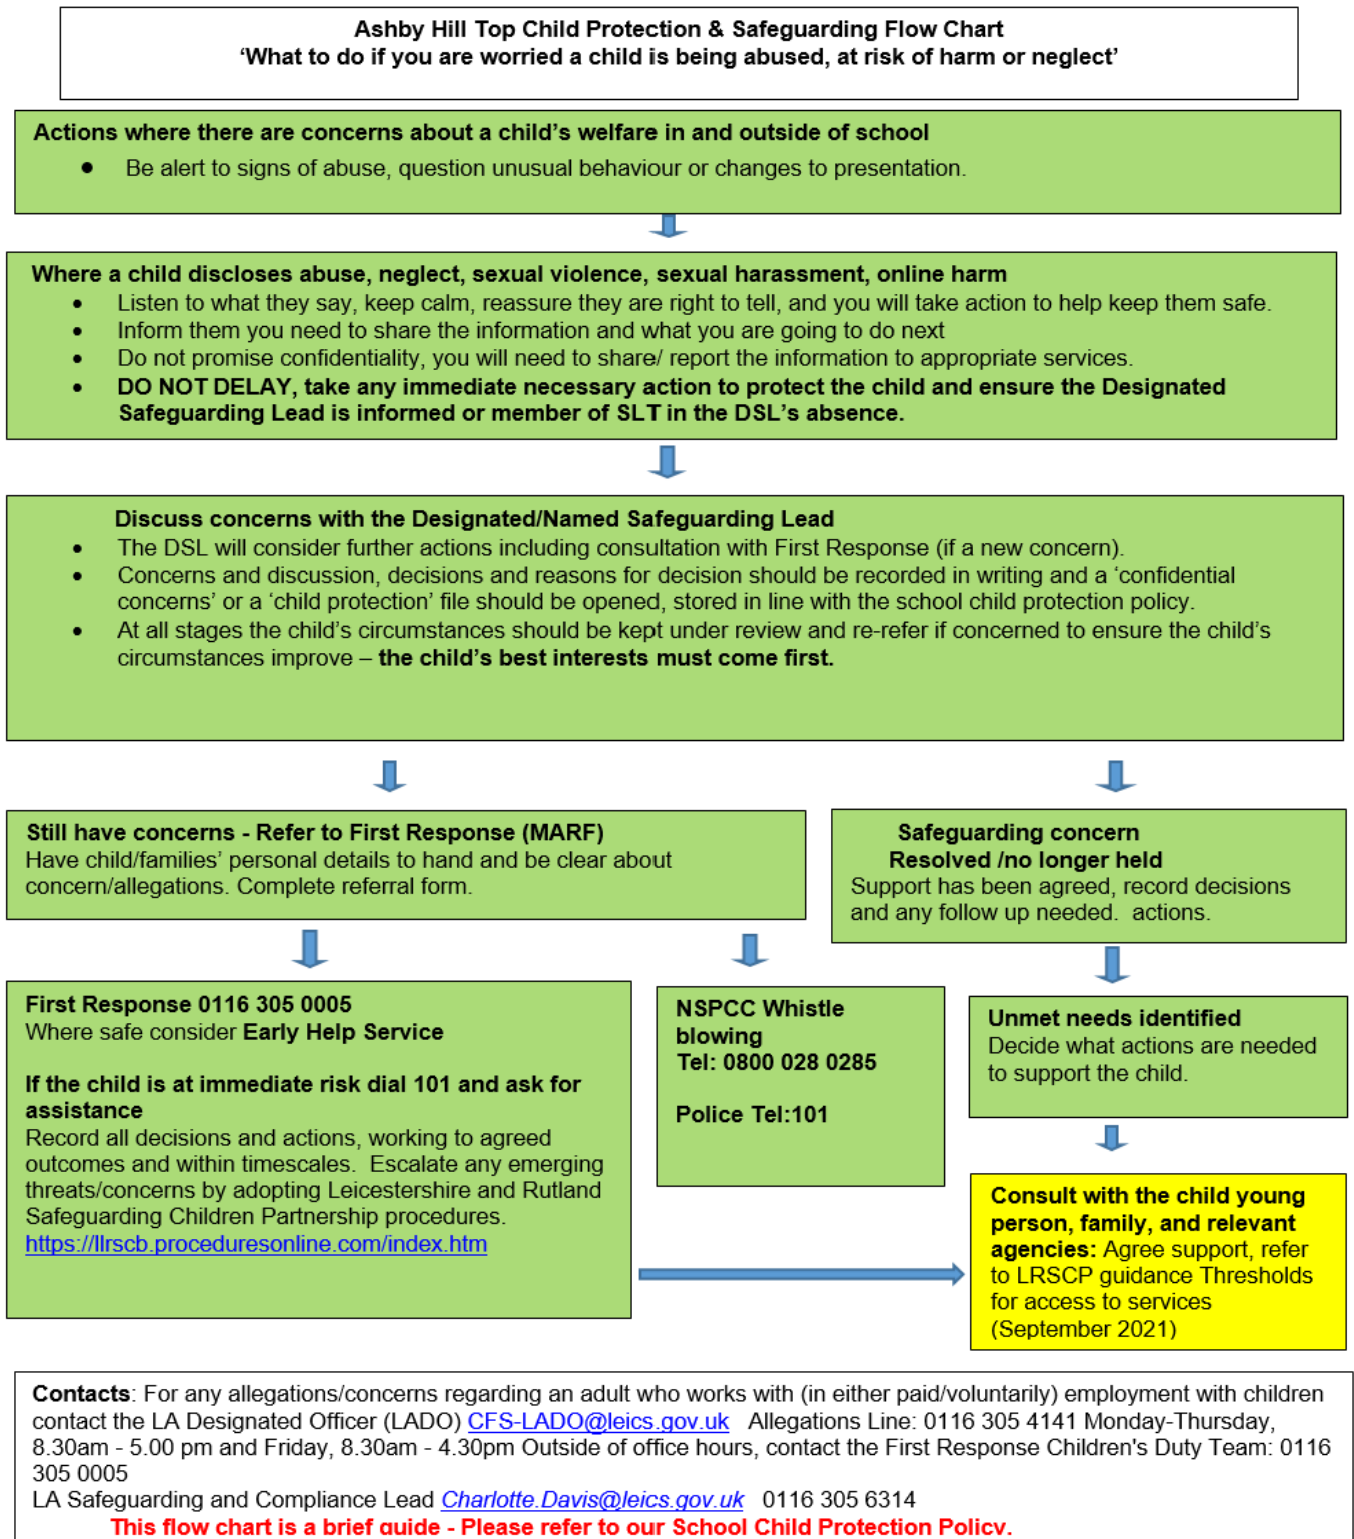 Ashby Hill Top Child Protection & Safeguarding Flow Chart
‘What to do if you are worried a child is being abused, at risk of harm or neglect’
Actions where there are concerns about a child’s welfare in and outside of school
• Be alert to signs of abuse, question unusual behaviour or changes to presentation.
Where a child discloses abuse, neglect, sexual violence, sexual harassment, online harm
• Listen to what they say, keep calm, reassure they are right to tell, and you will take action to help keep them safe.
• Inform them you need to share the information and what you are going to do next
• Do not promise confidentiality, you will need to share/ report the information to appropriate services.
• DO NOT DELAY, take any immediate necessary action to protect the child and ensure the Designated
Safeguarding Lead is informed or member of SLT in the DSL’s absence.
Discuss concerns with the Designated/Named Safeguarding Lead
• The DSL will consider further actions including consultation with First Response (if a new concern).
• Concerns and discussion, decisions and reasons for decision should be recorded in writing and a ‘confidential
concerns’ or a ‘child protection’ file should be opened, stored in line with the school child protection policy.
• At all stages the child’s circumstances should be kept under review and re-refer if concerned to ensure the child’s
circumstances improve – the child’s best interests must come first.
Still have concerns - Refer to First Response (MARF)
Have child/families’ personal details to hand and be clear about
concern/allegations. Complete referral form.
Safeguarding concern
Resolved /no longer held
Support has been agreed, record decisions
and any follow up needed.  actions.
First Response 0116 305 0005
Where safe consider Early Help Service
If the child is at immediate risk dial 101 and ask for
assistance
Record all decisions and actions, working to agreed
outcomes and within timescales.  Escalate any emerging
threats/concerns by adopting Leicestershire and Rutland
Safeguarding Children Partnership procedures.
https://llrscb.proceduresonline.com/index.htm
NSPCC Whistle
blowing
Tel: 0800 028 0285
Police Tel:101
Unmet needs identified
Decide what actions are needed
to support the child.
Consult with the child young
person, family, and relevant
agencies: Agree support, refer
to LRSCP guidance Thresholds
for access to services
(September 2021)
Contacts: For any allegations/concerns regarding an adult who works with (in either paid/voluntarily) employment with children
contact the LA Designated Officer (LADO) CFS-LADO@leics.gov.uk   Allegations Line: 0116 305 4141 Monday-Thursday,
8.30am - 5.00 pm and Friday, 8.30am - 4.30pm Outside of office hours, contact the First Response Children's Duty Team: 0116
305 0005
LA Safeguarding and Compliance Lead Charlotte.Davis@leics.gov.uk   0116 305 6314
This flow chart is a brief guide - Please refer to our School Child Protection Policy.